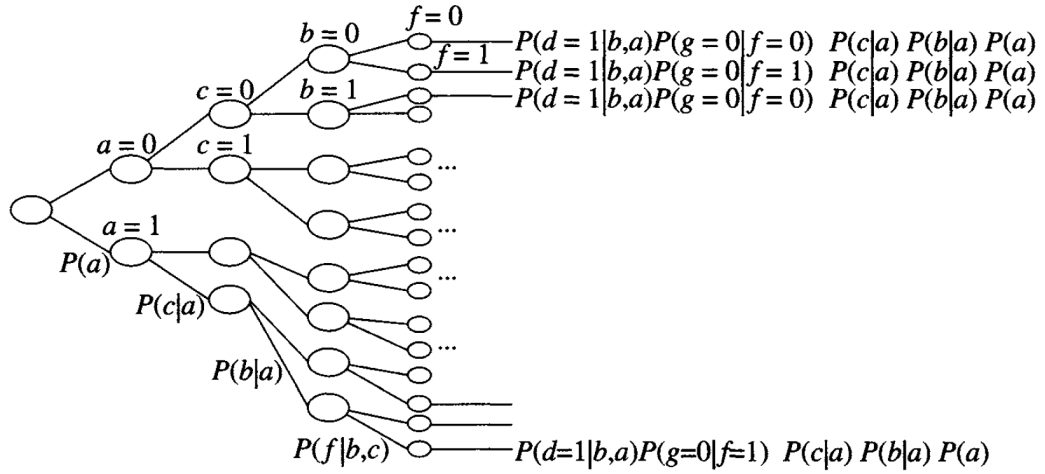 f = 0
b = 0
P(d = 1|b,a)P(g = 0|f = 0) P(c|a) P(b|a) P(a)
f = 1
P(d = 1|b,a)P(g = 0|f = 1) P(c|a) P(b|a) P(a)
c = 0
b = 1
P(d = 1|b,a)P(g = 0|f = 0) P(c|a) P(b|a) P(a)
a = 0
c = 1
...
...
a = 1
P(a)
...
P(c|a)
...
P(b|a)
P(f|b,c)
P(d=1|b,a)P(g=0|f=1) P(c|a) P(b|a) P(a)